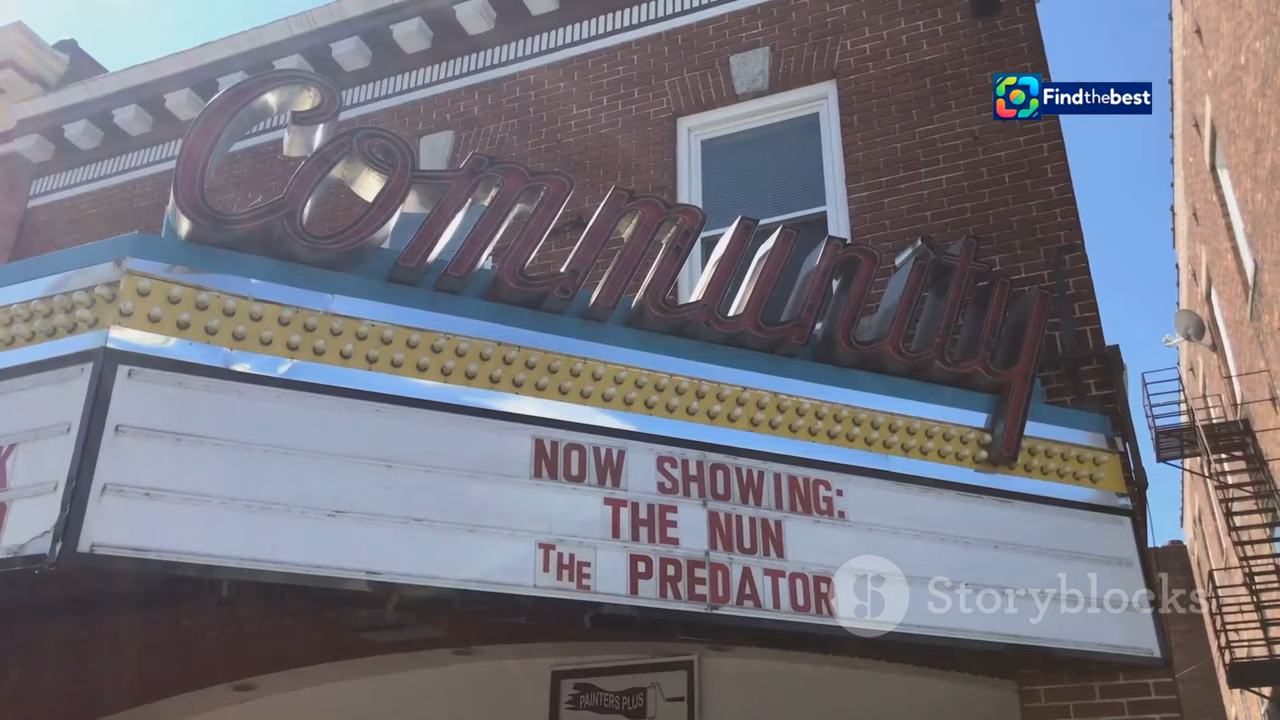 Findthebest
Community
NOW SHOWING:
THE NUN
THE PREDATOR
Storyblocks
PAINTERS PLUS